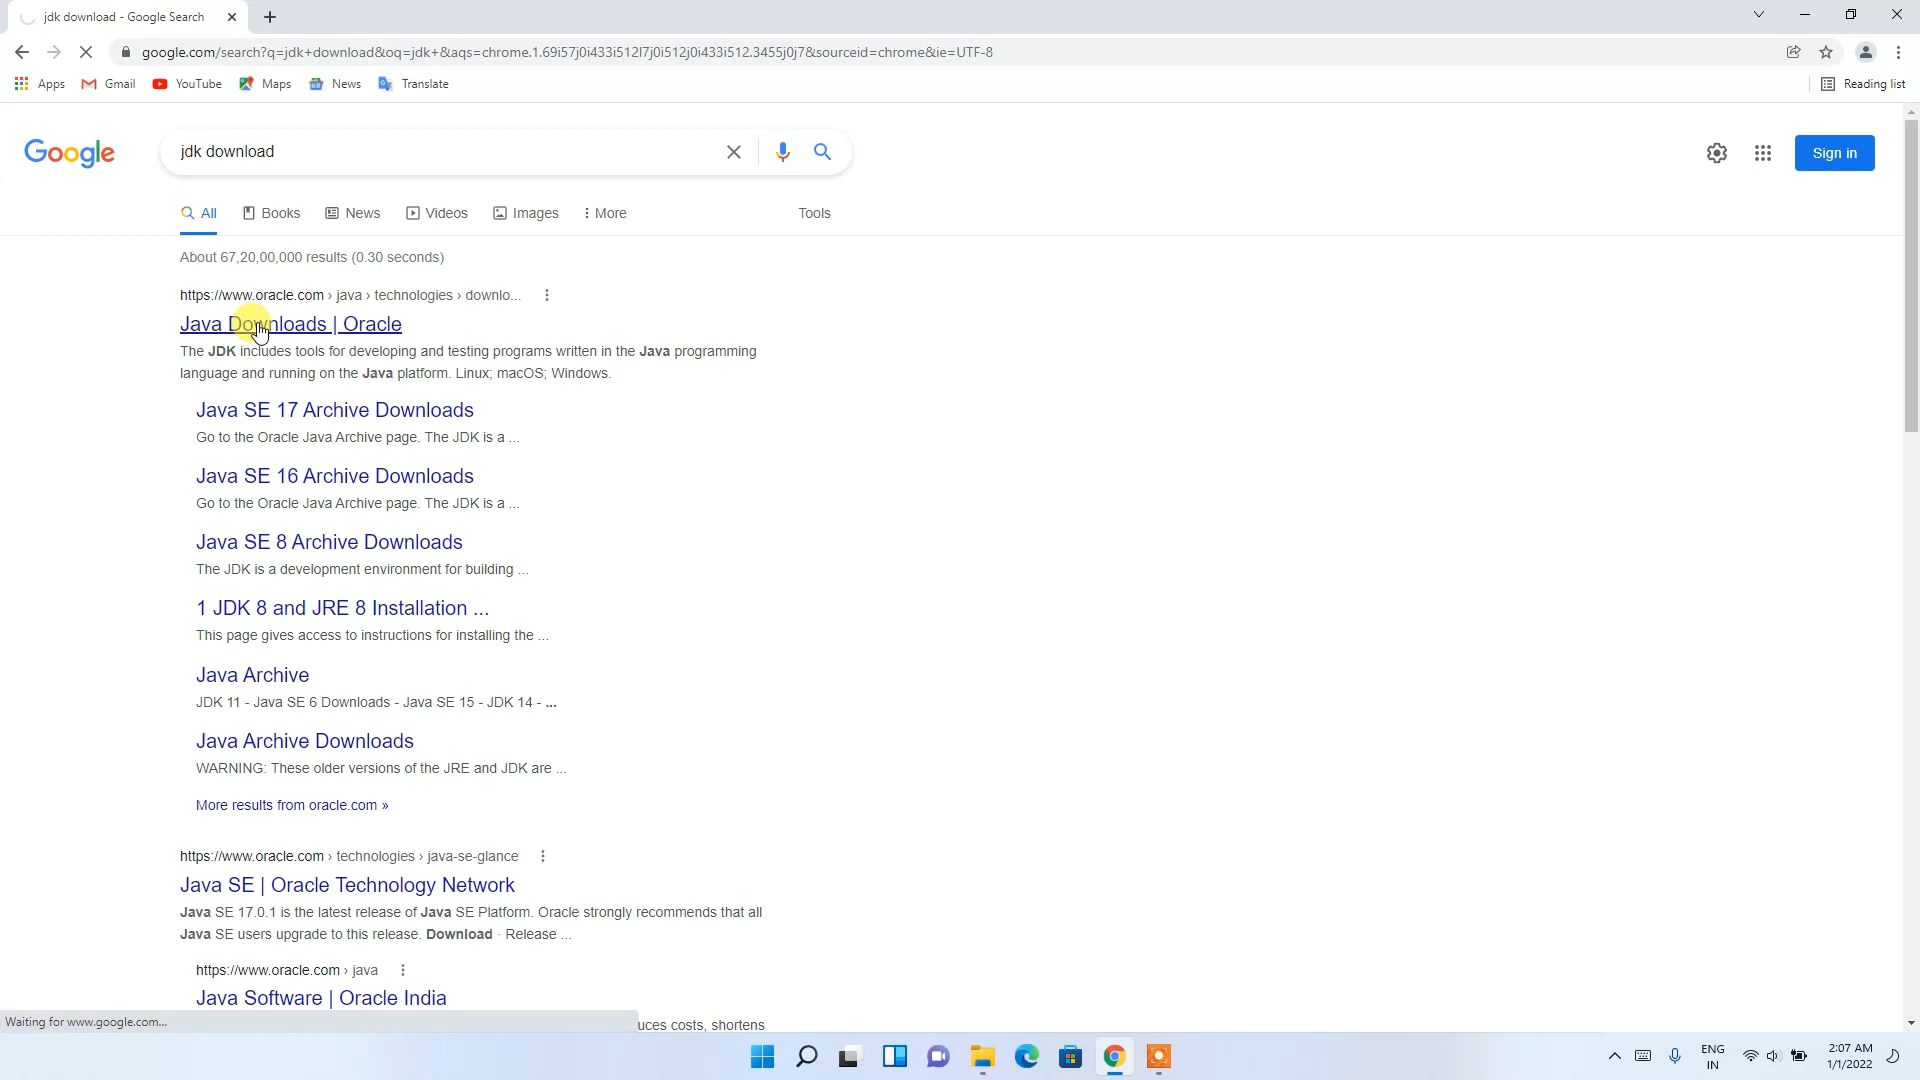 jdk download - Google Search
google.com/search?q=jdk+download&oq=jdk+&aqs=chrome.1.69i57j0i433i512l7j0i512j0i433i512.3455j0j7&sourceid=chrome&ie=UTF-8
Apps Gmail YouTube Maps News Translate Reading list
Google jdk download Sign in
All Books News Videos Images More Tools
About 67,20,00,000 results (0.30 seconds)
https://www.oracle.com › java › technologies › downlo...
Java Downloads | Oracle
The JDK includes tools for developing and testing programs written in the Java programming
language and running on the Java platform. Linux; macOS; Windows.
Java SE 17 Archive Downloads
Go to the Oracle Java Archive page. The JDK is a ...
Java SE 16 Archive Downloads
Go to the Oracle Java Archive page. The JDK is a ...
Java SE 8 Archive Downloads
The JDK is a development environment for building ...
1 JDK 8 and JRE 8 Installation ...
This page gives access to instructions for installing the ...
Java Archive
JDK 11 - Java SE 6 Downloads - Java SE 15 - JDK 14 - ...
Java Archive Downloads
WARNING: These older versions of the JRE and JDK are ...
More results from oracle.com »
https://www.oracle.com › technologies › java-se-glance
Java SE | Oracle Technology Network
Java SE 17.0.1 is the latest release of Java SE Platform. Oracle strongly recommends that all
Java SE users upgrade to this release. Download · Release ...
https://www.oracle.com › java
Java Software | Oracle India
uces costs, shortens
Waiting for www.google.com...
ENG 2:07 AM
IN 1/1/2022